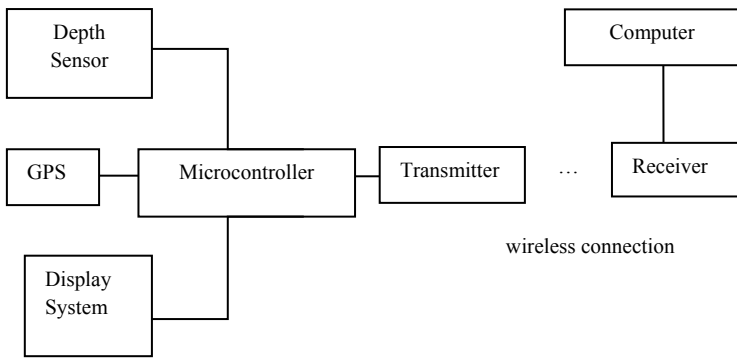 Depth
Sensor
Computer
GPS
Microcontroller
Transmitter
...
Receiver
wireless connection
Display
System